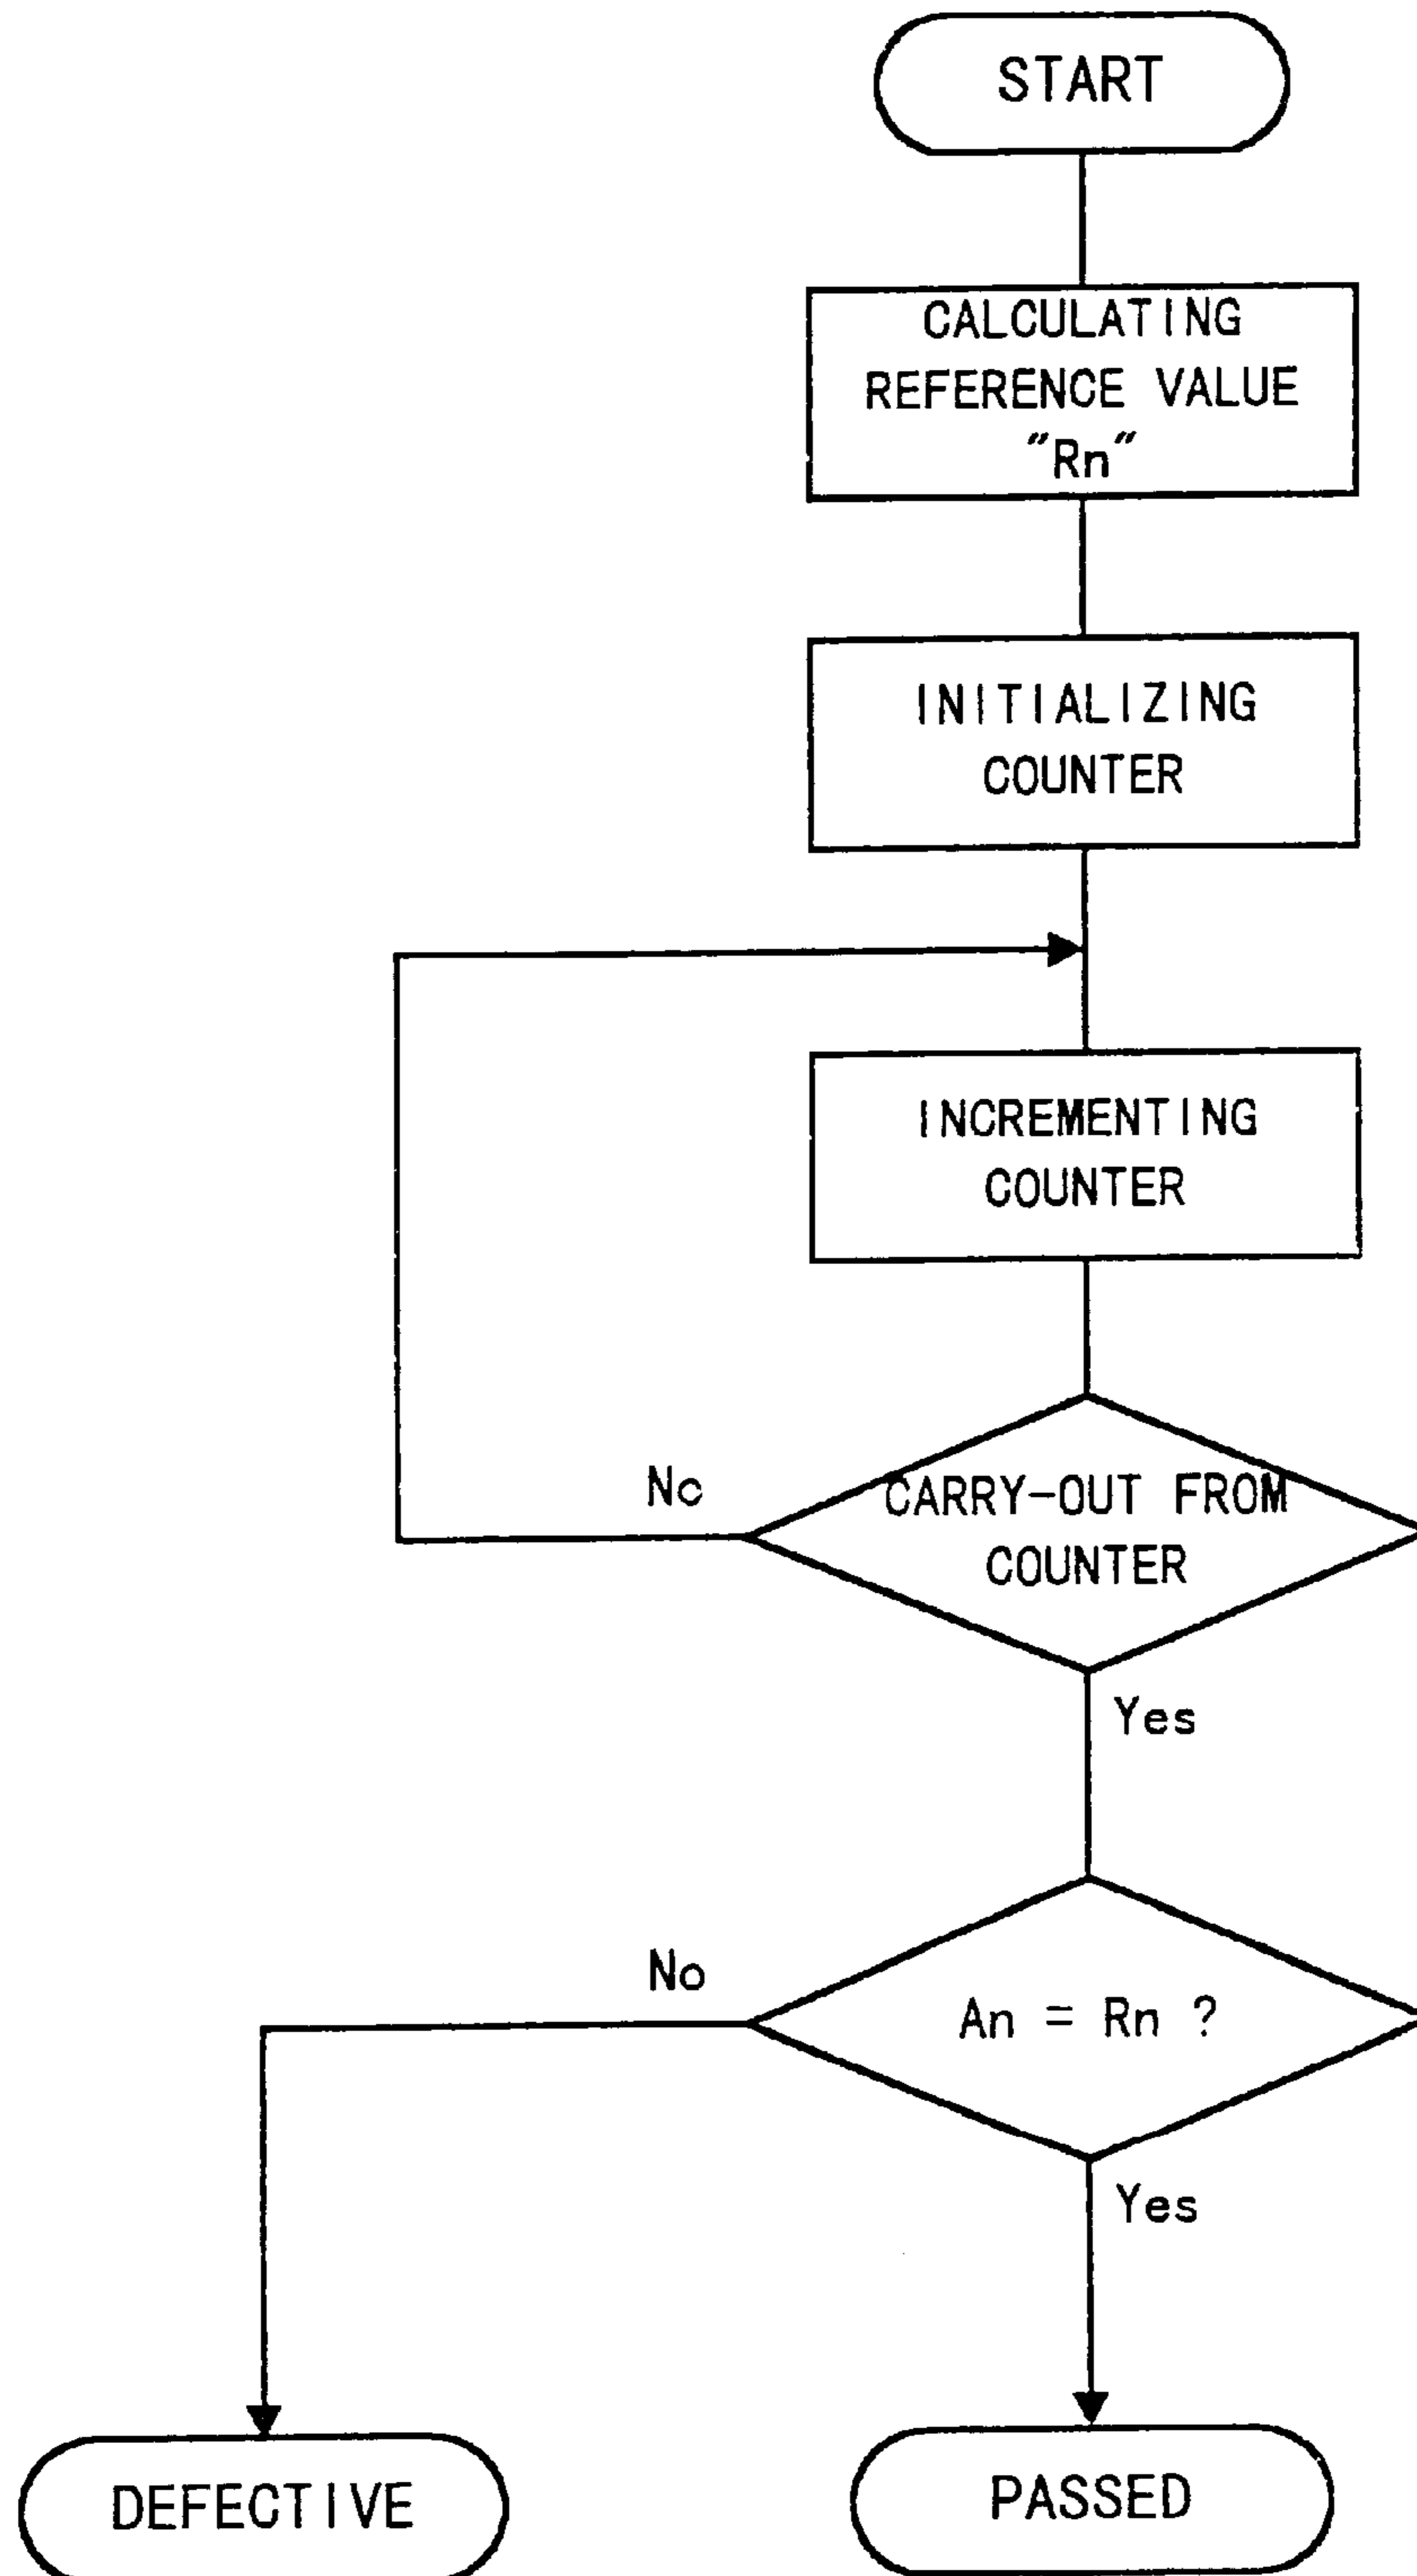 START
CALCULATING
REFERENCE VALUE
"Rn"
INITIALIZING
COUNTER
INCREMENTING
COUNTER
No
CARRY-OUT FROM
COUNTER
Yes
No
An = Rn ?
Yes
DEFECTIVE
PASSED